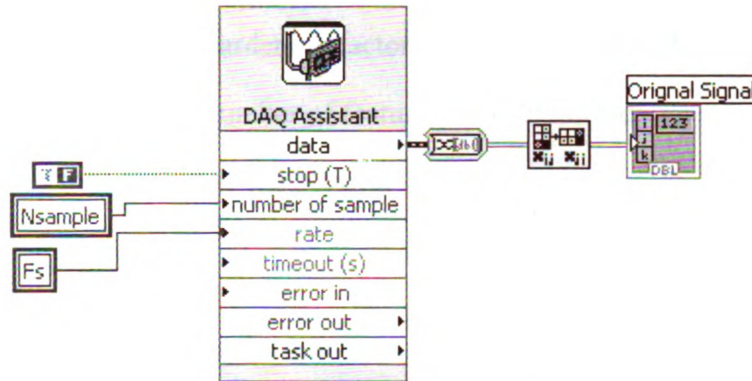 DAQ Assistant
data
stop (T)
number of sample
rate
timeout (s)
error in
error out
task out
F
Nsample
Fs
Orignal Signal
i
123
j
k
DBL